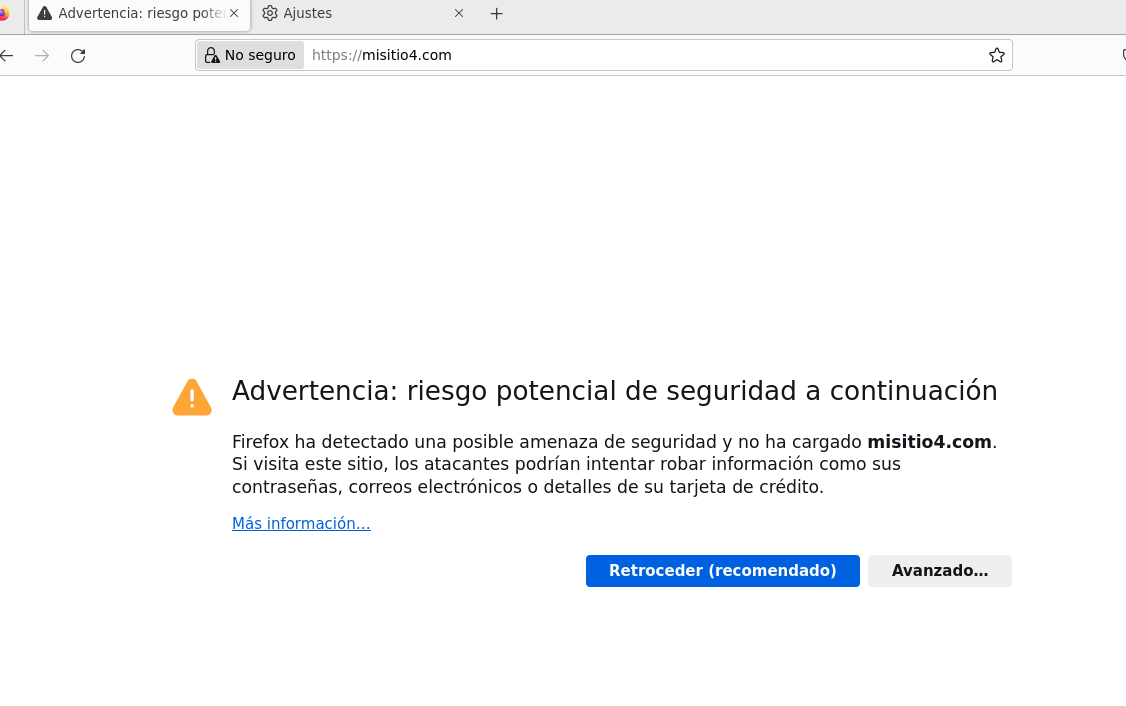 Advertencia: riesgo pote
Ajustes
No seguro
https://misitio4.com
Advertencia: riesgo potencial de seguridad a continuación
Firefox ha detectado una posible amenaza de seguridad y no ha cargado misitio4.com.
Si visita este sitio, los atacantes podrían intentar robar información como sus
contraseñas, correos electrónicos o detalles de su tarjeta de crédito.
Más información…
Retroceder (recomendado)
Avanzado…